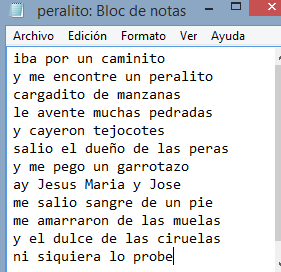 peralito: Bloc de notas
Archivo Edición Formato Ver Ayuda
iba por un caminito
y me encontre un peralito
cargadito de manzanas
le avente muchas pedradas
y cayeron tejocotes
salio el dueño de las peras
y me pego un garrotazo
ay Jesus Maria y Jose
me salio sangre de un pie
me amarraron de las muelas
y el dulce de las ciruelas
ni siquiera lo probe